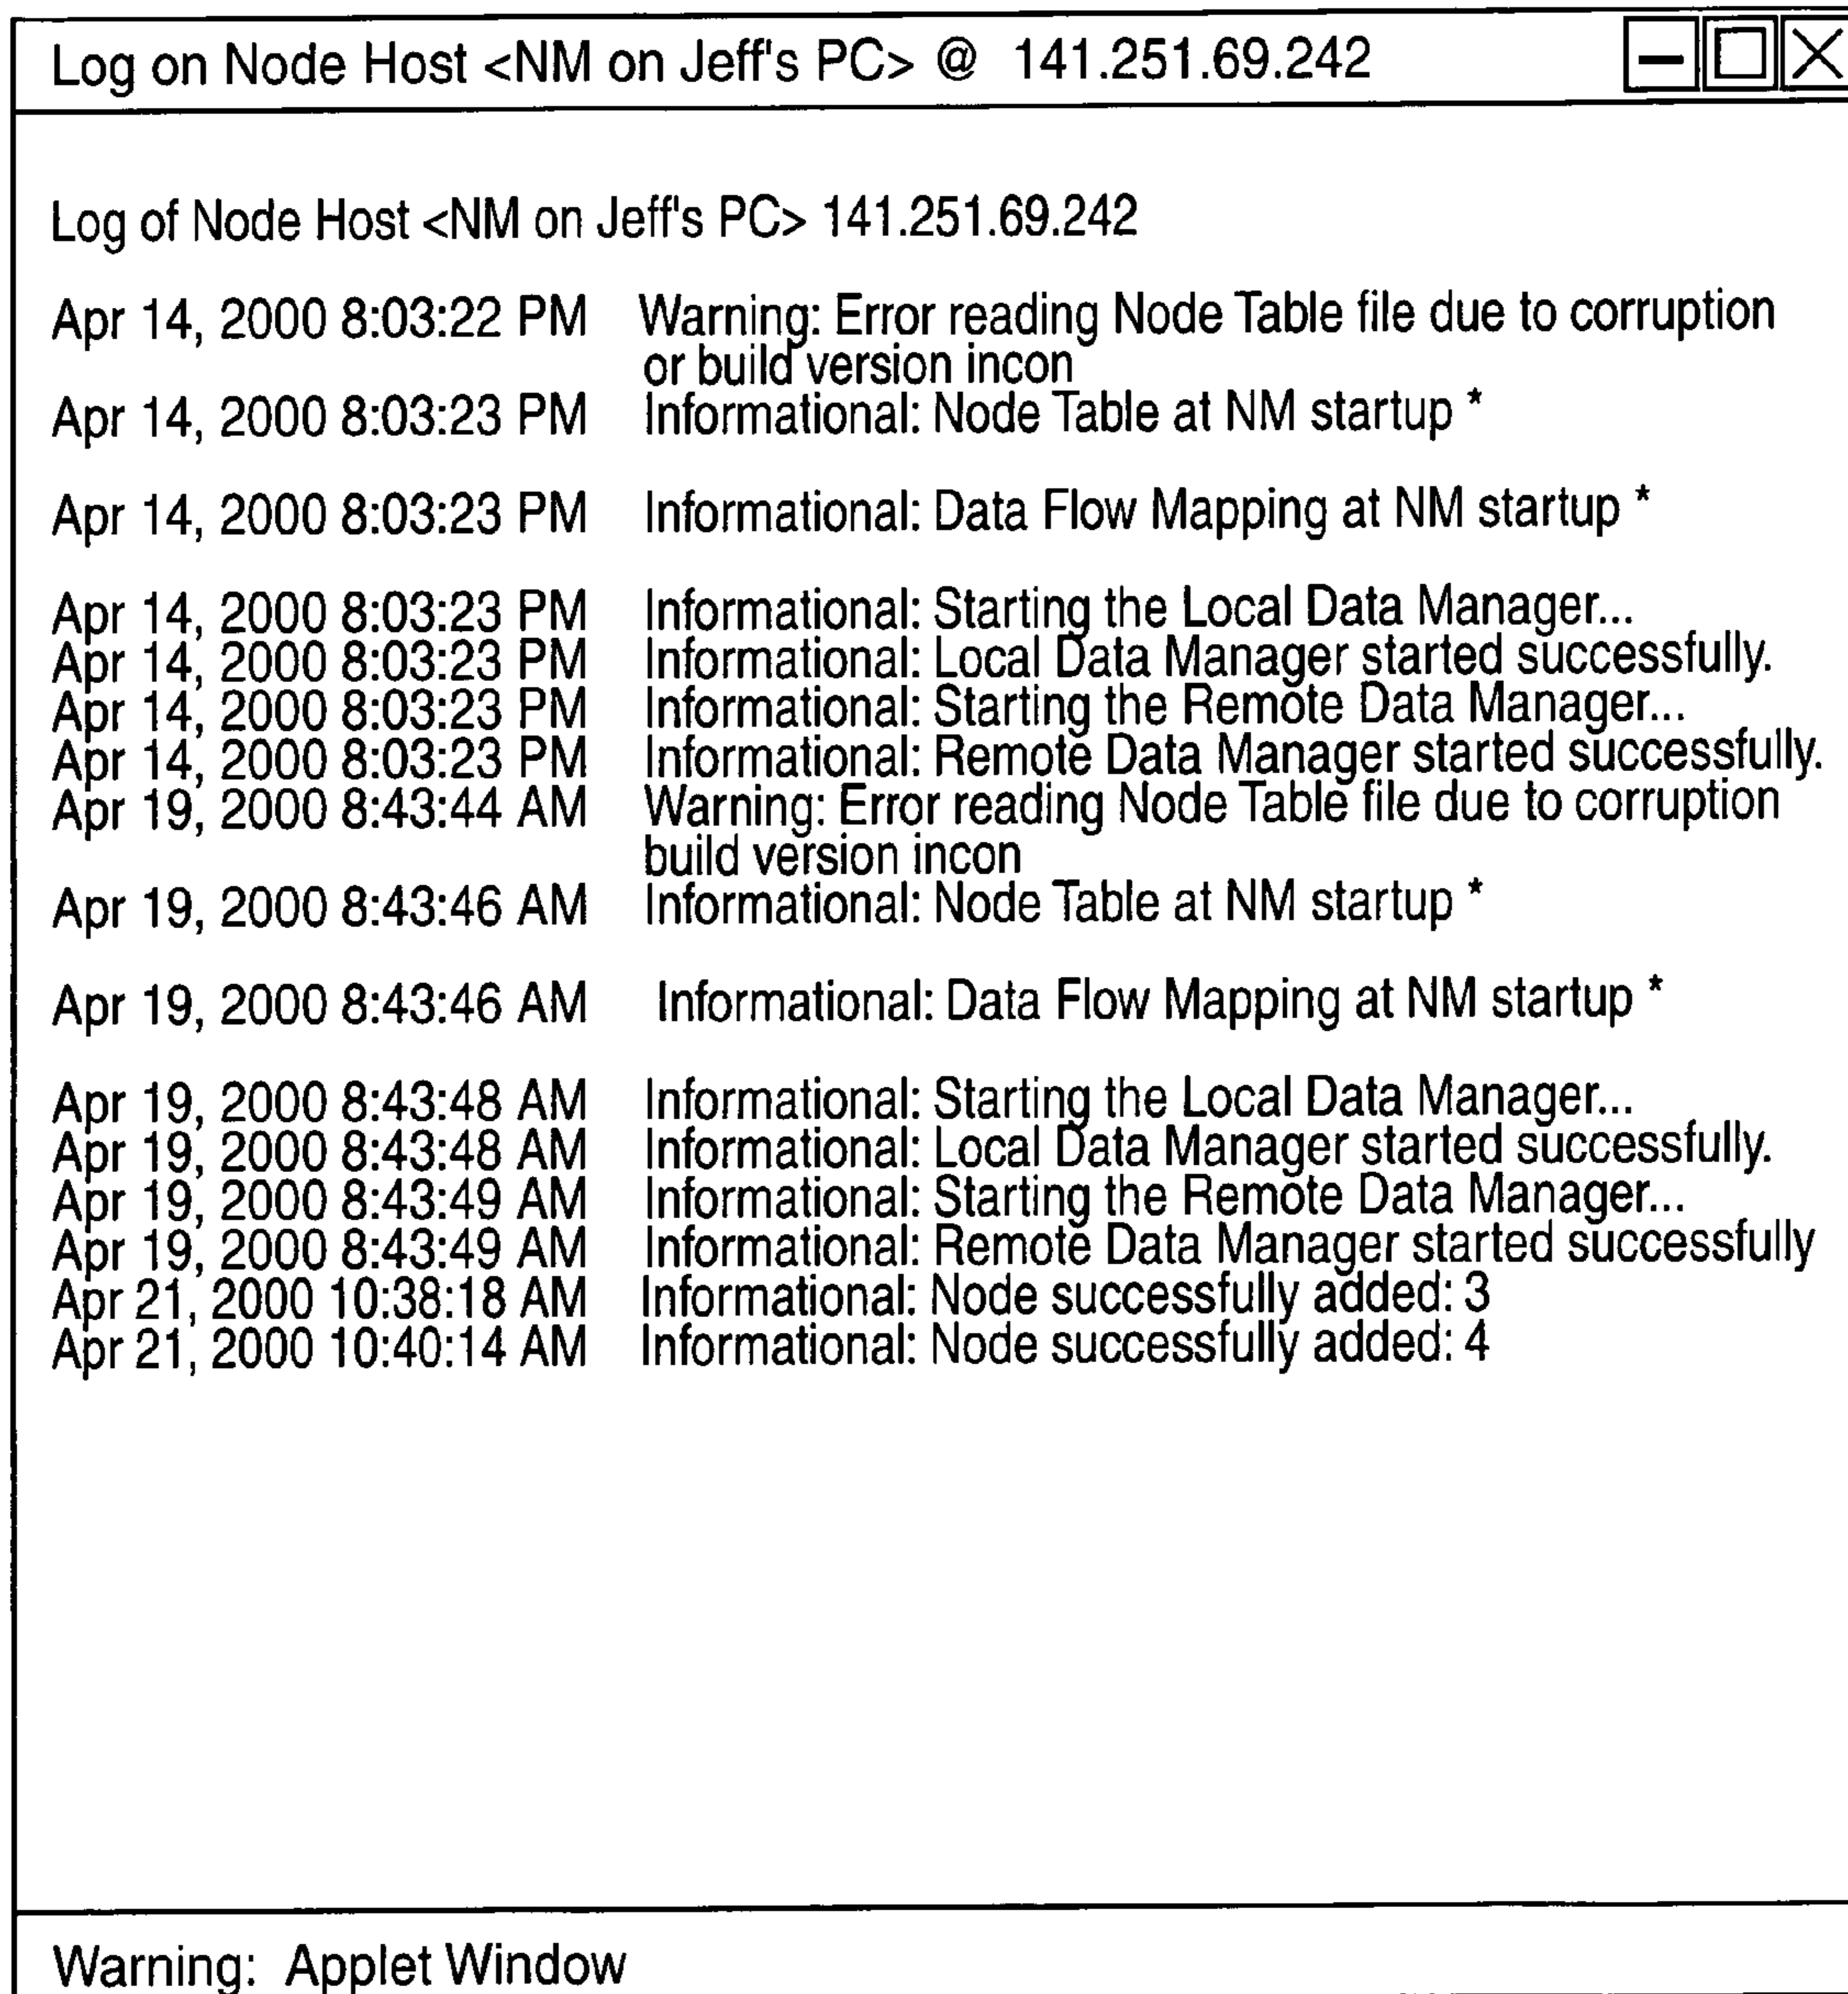 Log on Node Host <NM on Jeff's PC> @ 141.251.69.242
Log of Node Host <NM on Jeff's PC> 141.251.69.242
Apr 14, 2000 8:03:22 PM Warning: Error reading Node Table file due to corruption
or build version incon
Apr 14, 2000 8:03:23 PM Informational: Node Table at NM startup *
Apr 14, 2000 8:03:23 PM Informational: Data Flow Mapping at NM startup *
Apr 14, 2000 8:03:23 PM Informational: Starting the Local Data Manager...
Apr 14, 2000 8:03:23 PM Informational: Local Data Manager started successfully.
Apr 14, 2000 8:03:23 PM Informational: Starting the Remote Data Manager...
Apr 14, 2000 8:03:23 PM Informational: Remote Data Manager started successfully.
Apr 19, 2000 8:43:44 AM Warning: Error reading Node Table file due to corruption
build version incon
Apr 19, 2000 8:43:46 AM Informational: Node Table at NM startup *
Apr 19, 2000 8:43:46 AM Informational: Data Flow Mapping at NM startup *
Apr 19, 2000 8:43:48 AM Informational: Starting the Local Data Manager...
Apr 19, 2000 8:43:48 AM Informational: Local Data Manager started successfully.
Apr 19, 2000 8:43:49 AM Informational: Starting the Remote Data Manager...
Apr 19, 2000 8:43:49 AM Informational: Remote Data Manager started successfully
Apr 21, 2000 10:38:18 AM Informational: Node successfully added: 3
Apr 21, 2000 10:40:14 AM Informational: Node successfully added: 4
Warning: Applet Window